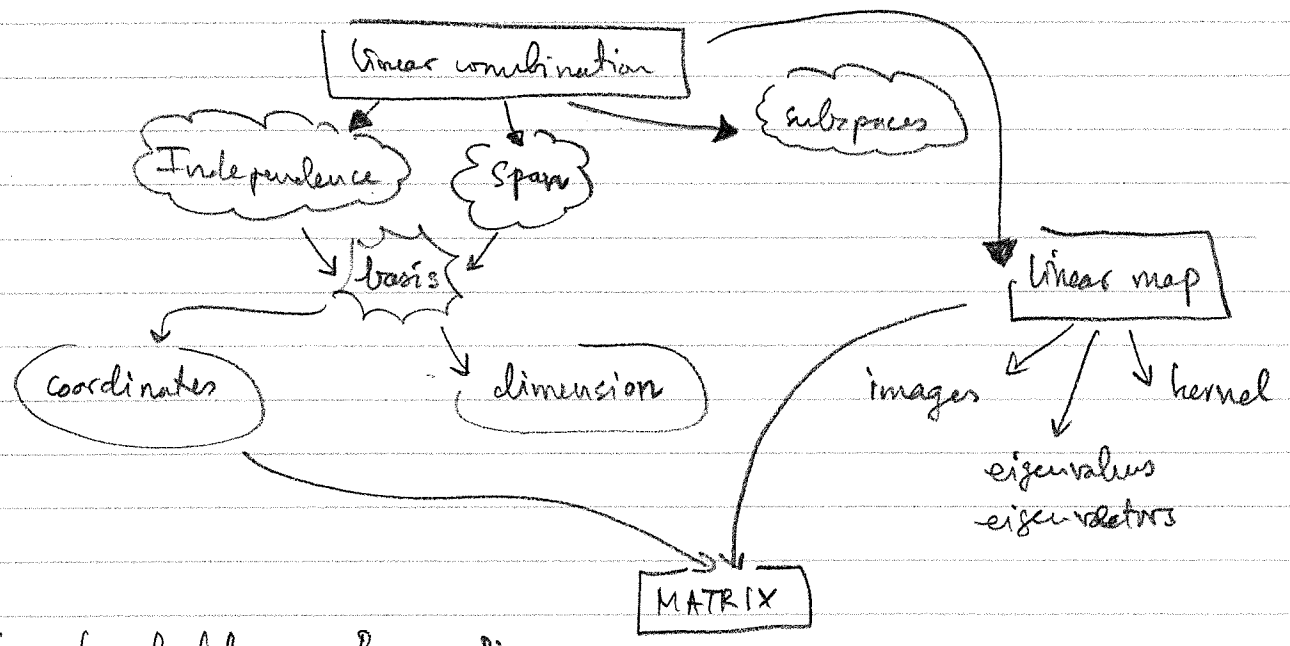 linear combination
subspaces
Independence
Span
basis
linear map
coordinates
dimension
images
kernel
eigenvalues
eigenvectors
MATRIX